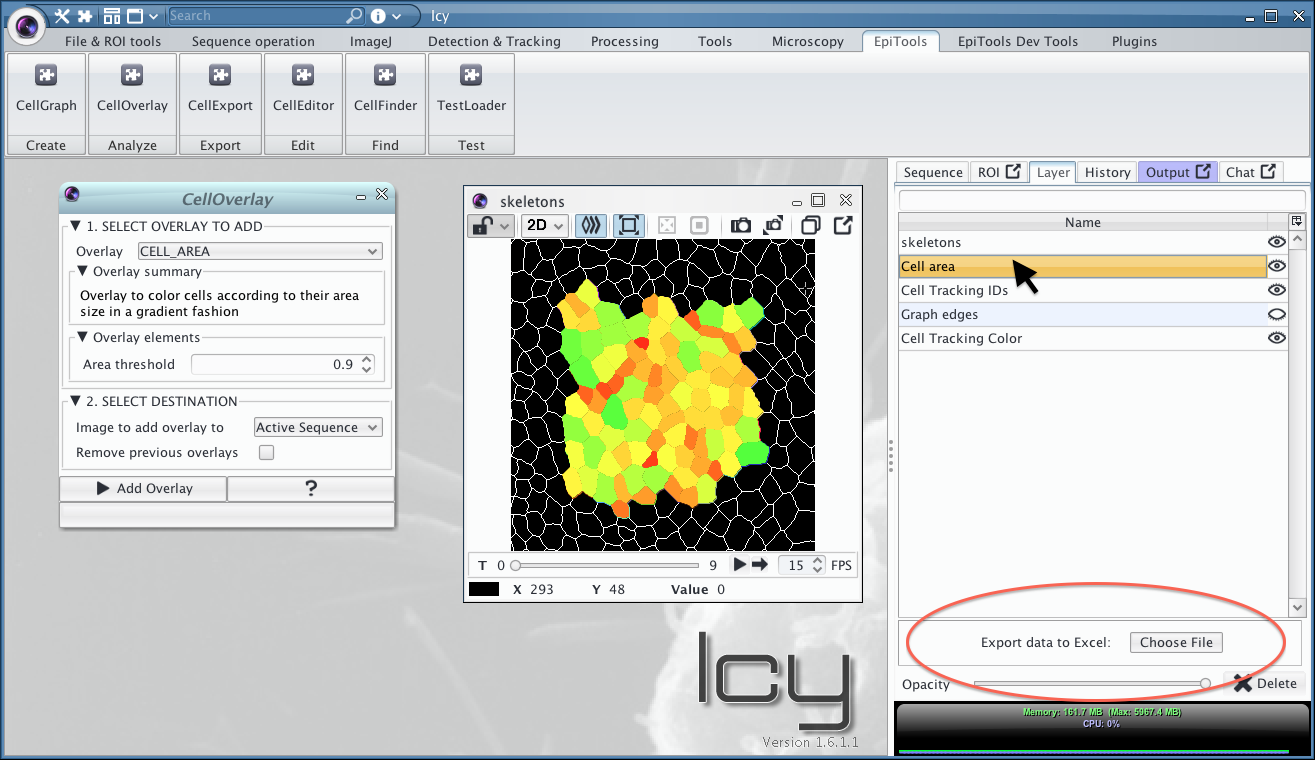 Search
Icy
File & ROI tools Sequence operation ImageJ Detection & Tracking Processing Tools Microscopy EpiTools EpiTools Dev Tools Plugins
CellGraph CellOverlay CellExport CellEditor CellFinder TestLoader
Create Analyze Export Edit Find Test
CellOverlay
1. SELECT OVERLAY TO ADD
Overlay CELL_AREA
Overlay summary
Overlay to color cells according to their area
size in a gradient fashion
Overlay elements
Area threshold 0.9
2. SELECT DESTINATION
Image to add overlay to Active Sequence
Remove previous overlays
Add Overlay ?
skeletons
2D
T 0 9 15 FPS
X 293 Y 48 Value 0
Icy
Version 1.6.1.1
Sequence ROI Layer History Output Chat
Name
skeletons
Cell area
Cell Tracking IDs
Graph edges
Cell Tracking Color
Export data to Excel: Choose File
Opacity Delete
Memory: 161.7 MB (Max: 5967.4 MB)
CPU: 0%